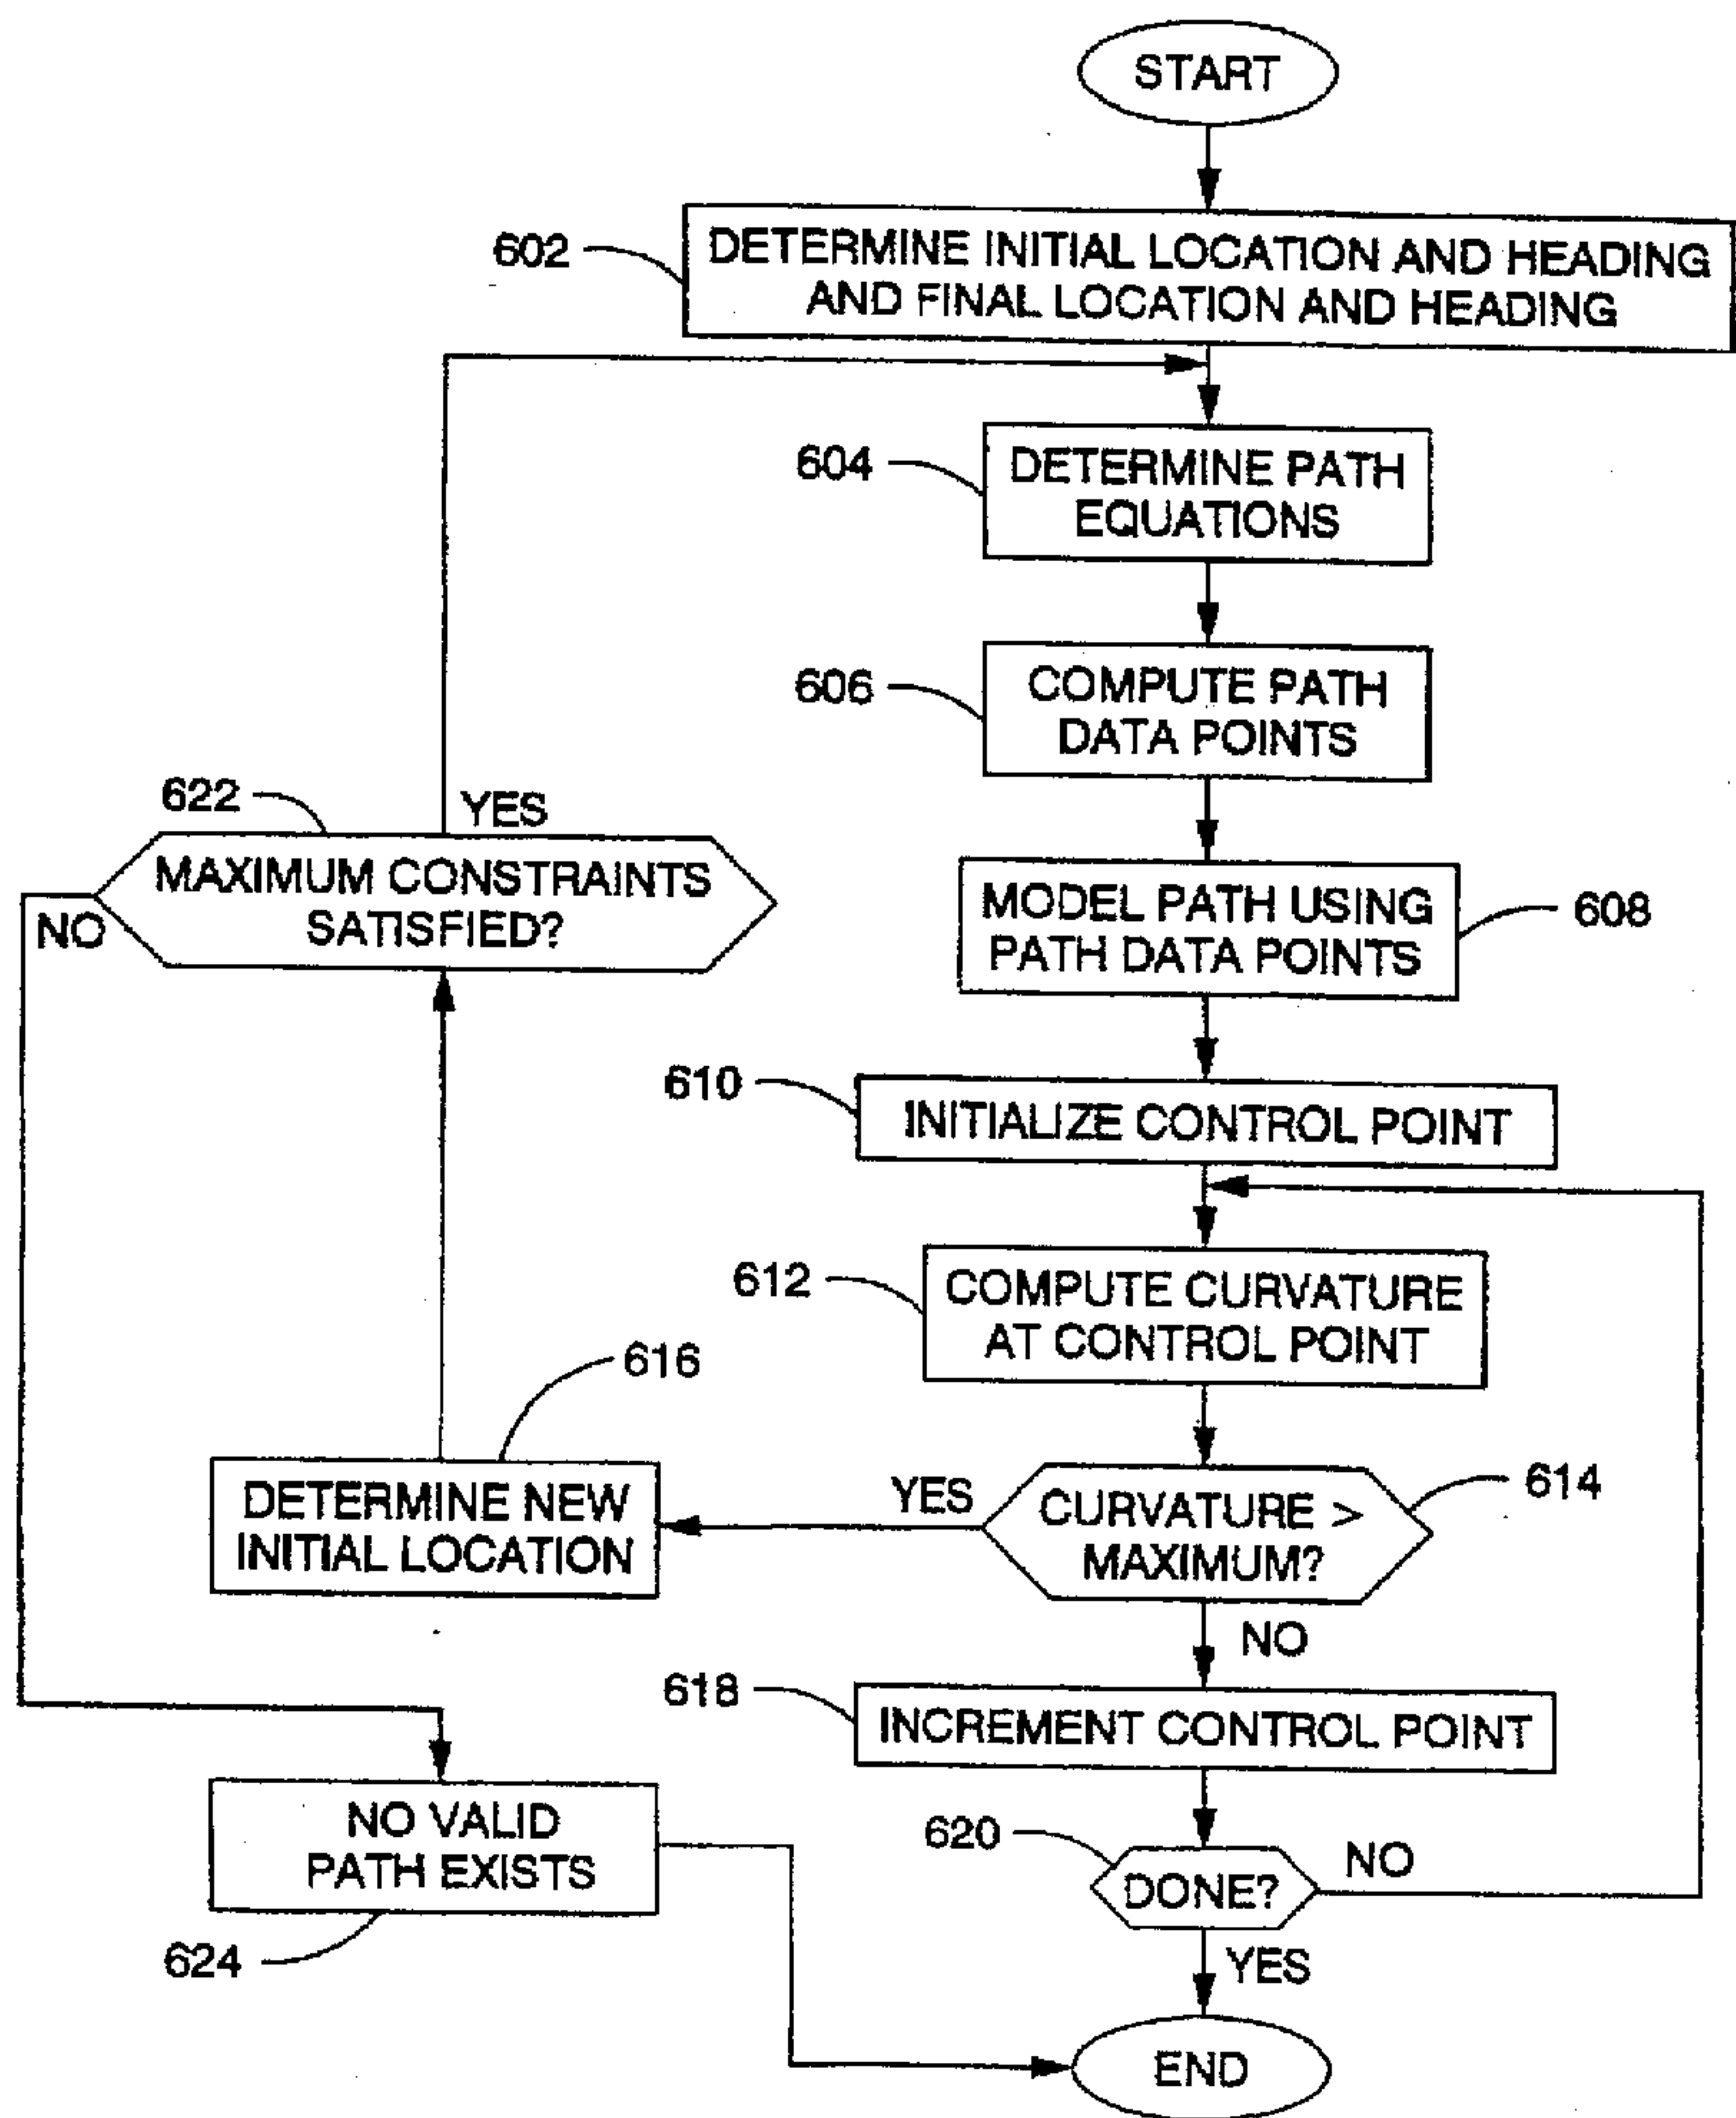 START
602
DETERMINE INITIAL LOCATION AND HEADING
AND FINAL LOCATION AND HEADING
604
DETERMINE PATH
EQUATIONS
606
COMPUTE PATH
DATA POINTS
622
YES
MAXIMUM CONSTRAINTS
SATISFIED?
NO
MODEL PATH USING
PATH DATA POINTS
608
610
INITIALIZE CONTROL POINT
612
COMPUTE CURVATURE
AT CONTROL POINT
616
DETERMINE NEW
INITIAL LOCATION
YES
CURVATURE >
MAXIMUM?
614
NO
618
INCREMENT CONTROL POINT
NO VALID
PATH EXISTS
624
620
DONE?
NO
YES
END